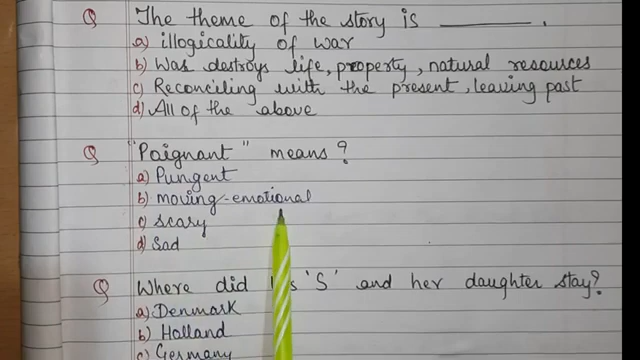 Q The theme of the story is ________ .
a) illogicality of war
b) Was destroys life, property, natural resources
c) Reconciling with the present, leaving past
d) All of the above
Q "Poignant" means?
a) Pungent
b) moving-emotional
c) scary
d) Sad
Q Where did 's 'S' and her daughter stay?
a) Denmark
b) Holland
c) Germany